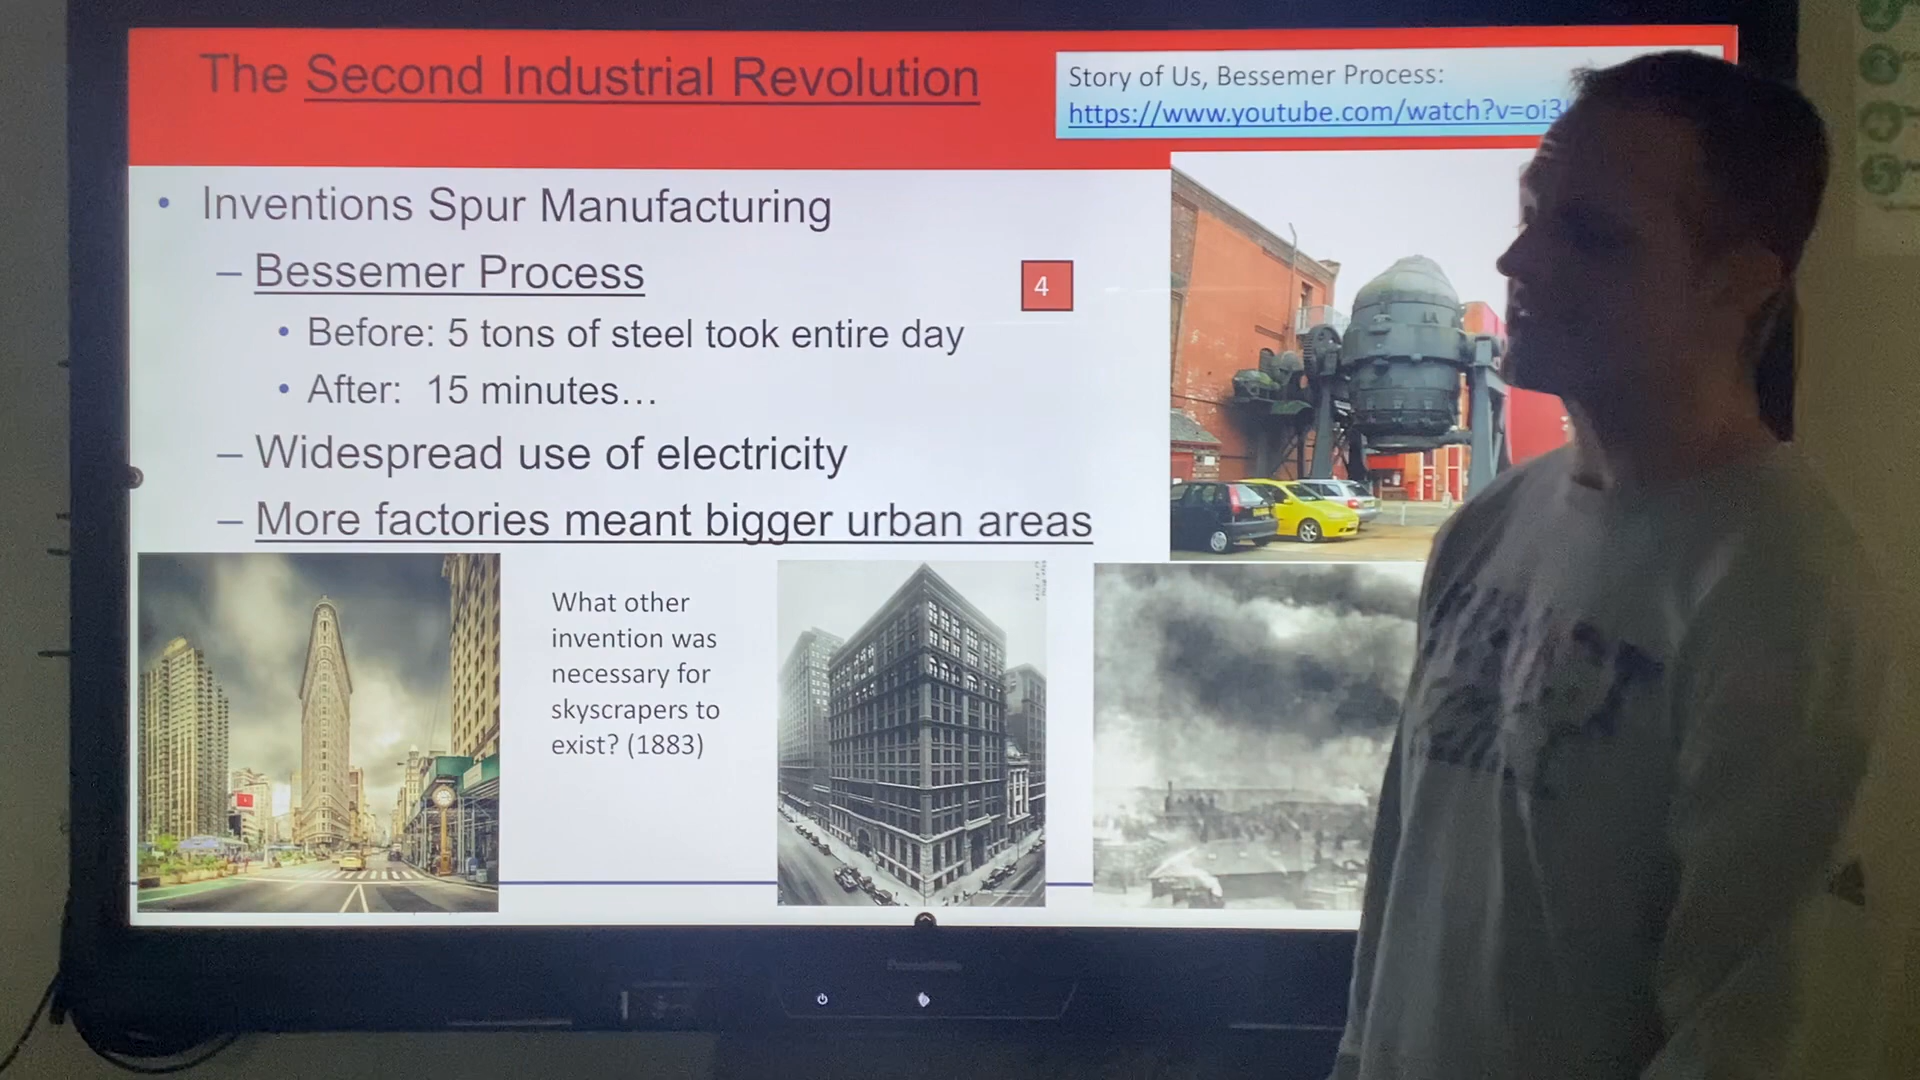 The Second Industrial Revolution
Story of Us, Bessemer Process:
https://www.youtube.com/watch?v=oi3
• Inventions Spur Manufacturing
– Bessemer Process
4
• Before: 5 tons of steel took entire day
• After: 15 minutes…
– Widespread use of electricity
– More factories meant bigger urban areas
What other
invention was
necessary for
skyscrapers to
exist? (1883)
Promethean